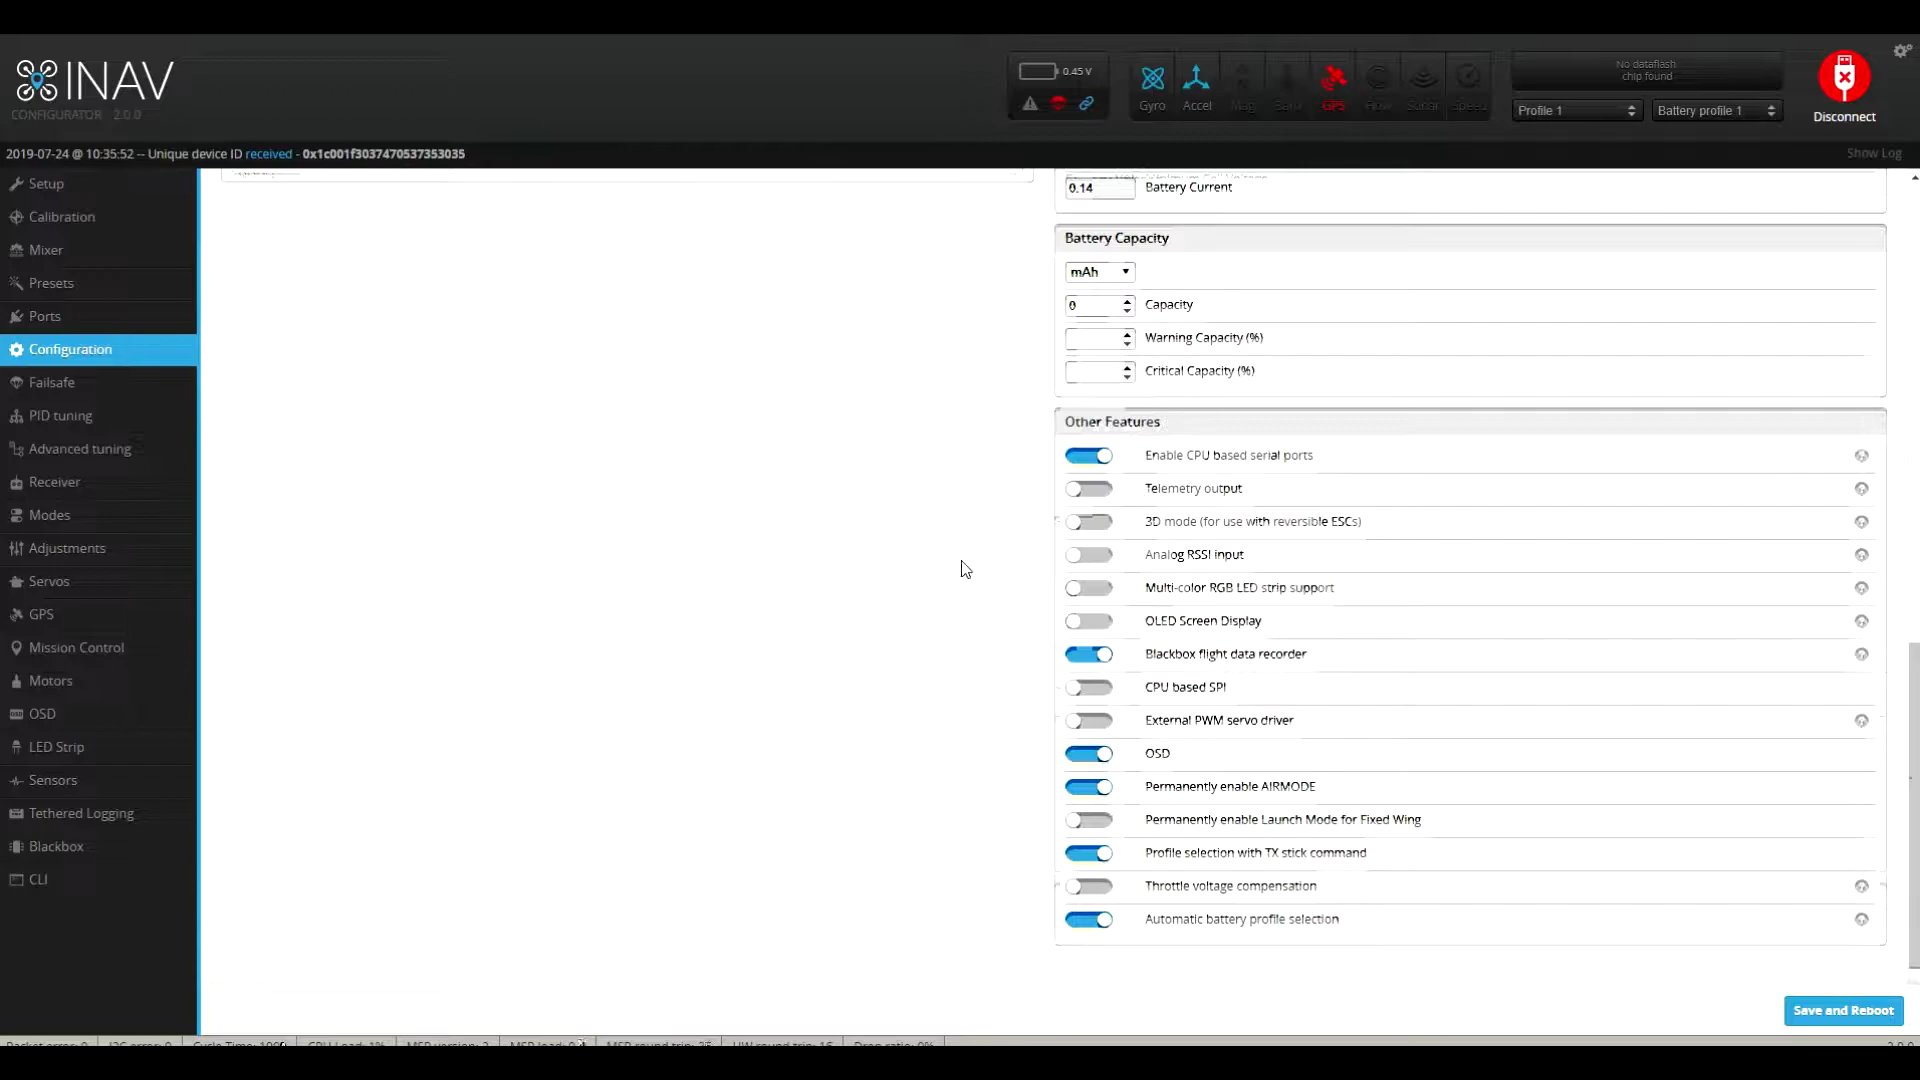 INAV
CONFIGURATOR 2.0.0
0.45 V
Gyro
Accel
Mag
Baro
GPS
Flow
Sonar
Speed
No dataflash
chip found
Profile 1
Battery profile 1
Disconnect
2019-07-24 @ 10:35:52 -- Unique device ID received - 0x1c001f3037470537353035
Show Log
Setup
Calibration
Mixer
Presets
Ports
Configuration
Failsafe
PID tuning
Advanced tuning
Receiver
Modes
Adjustments
Servos
GPS
Mission Control
Motors
OSD
LED Strip
Sensors
Tethered Logging
Blackbox
CLI
0.14 Battery Current
Battery Capacity
mAh
0 Capacity
Warning Capacity (%)
Critical Capacity (%)
Other Features
Enable CPU based serial ports
Telemetry output
3D mode (for use with reversible ESCs)
Analog RSSI input
Multi-color RGB LED strip support
OLED Screen Display
Blackbox flight data recorder
CPU based SPI
External PWM servo driver
OSD
Permanently enable AIRMODE
Permanently enable Launch Mode for Fixed Wing
Profile selection with TX stick command
Throttle voltage compensation
Automatic battery profile selection
Save and Reboot